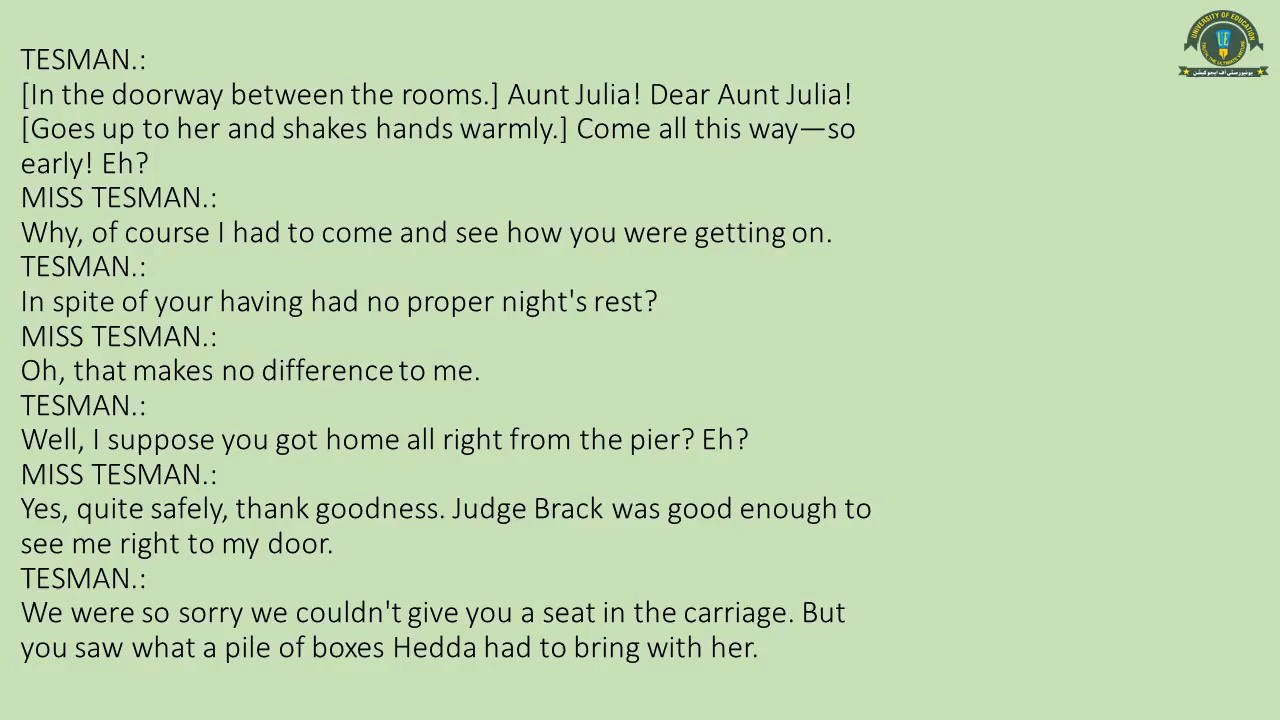 TESMAN.:
[In the doorway between the rooms.] Aunt Julia! Dear Aunt Julia!
[Goes up to her and shakes hands warmly.] Come all this way—so
early! Eh?
MISS TESMAN.:
Why, of course I had to come and see how you were getting on.
TESMAN.:
In spite of your having had no proper night's rest?
MISS TESMAN.:
Oh, that makes no difference to me.
TESMAN.:
Well, I suppose you got home all right from the pier? Eh?
MISS TESMAN.:
Yes, quite safely, thank goodness. Judge Brack was good enough to
see me right to my door.
TESMAN.:
We were so sorry we couldn't give you a seat in the carriage. But
you saw what a pile of boxes Hedda had to bring with her.
UNIVERSITY OF EDUCATION
UE
یونیورسٹی آف ایجوکیشن